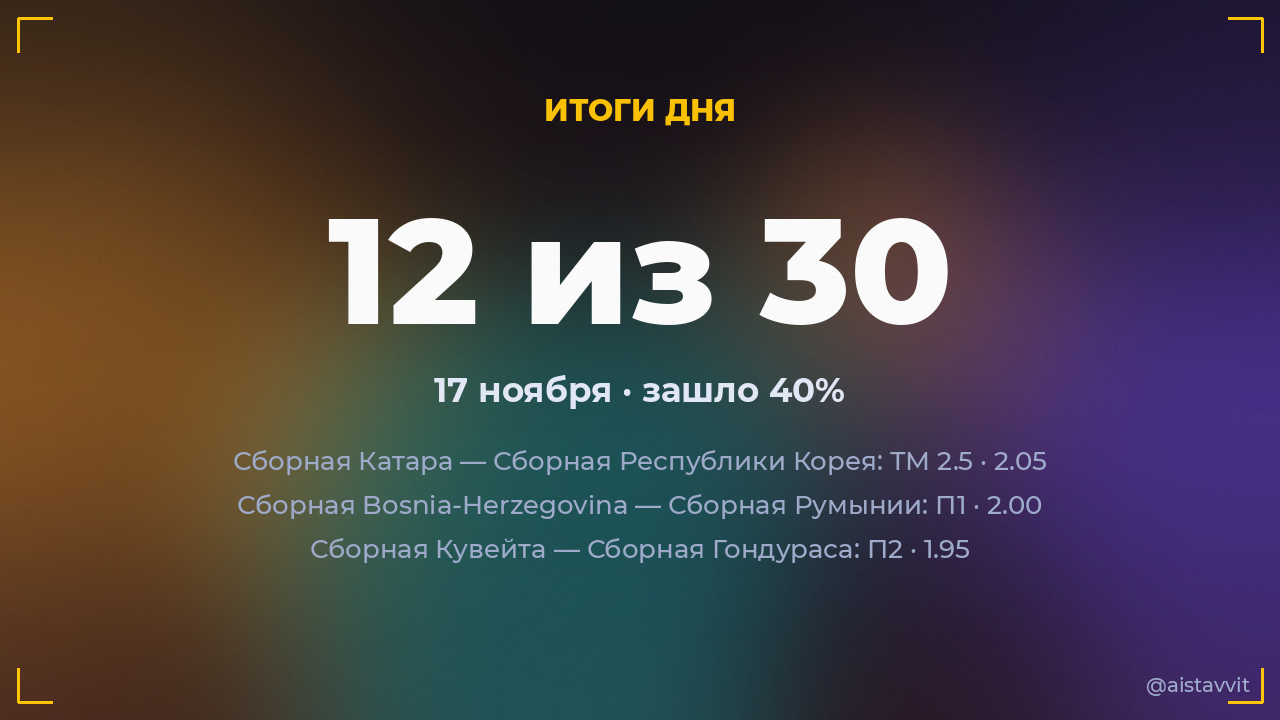 ИТОГИ ДНЯ
12 из 30
17 ноября · зашло 40%
Сборная Катара — Сборная Республики Корея: ТМ 2.5 · 2.05
Сборная Bosnia-Herzegovina — Сборная Румынии: П1 · 2.00
Сборная Кувейта — Сборная Гондураса: П2 · 1.95
@aistavvit